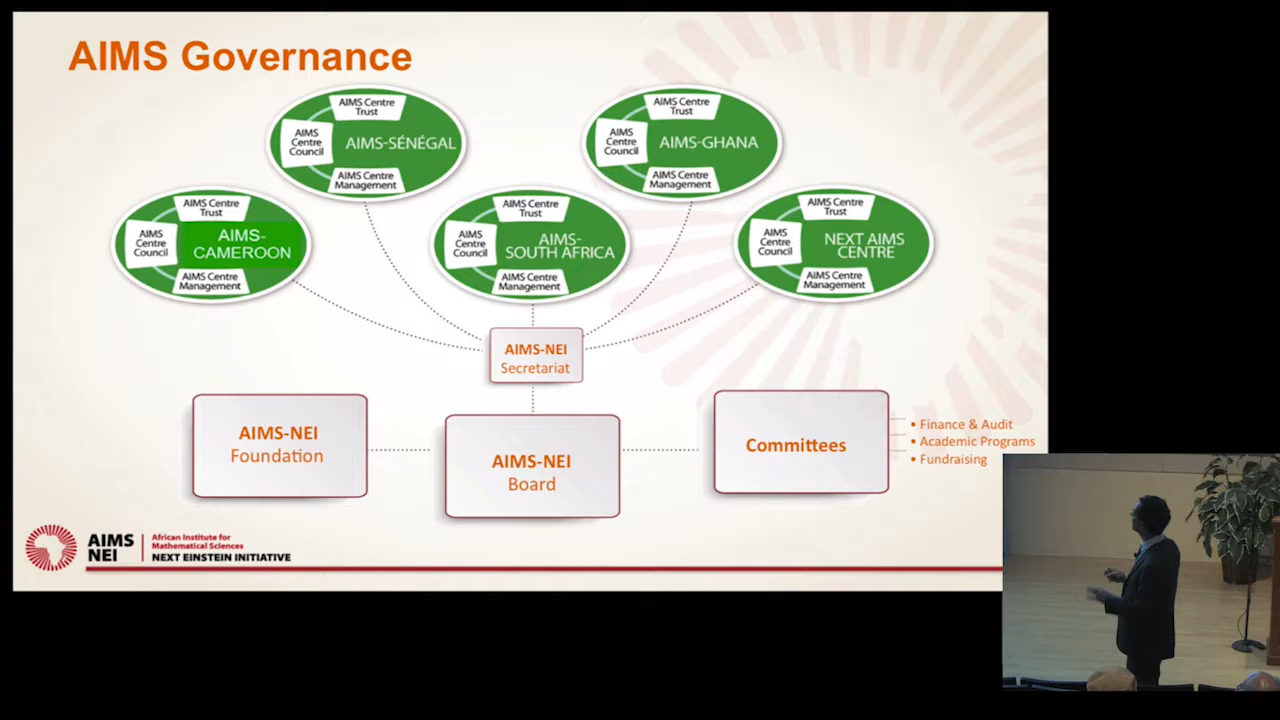 AIMS Governance
AIMS Centre
Trust
AIMS
Centre
Council
AIMS-SÉNÉGAL
AIMS Centre
Management
AIMS Centre
Trust
AIMS
Centre
Council
AIMS-GHANA
AIMS Centre
Management
AIMS Centre
Trust
AIMS
Centre
Council
AIMS-
CAMEROON
AIMS Centre
Management
AIMS Centre
Trust
AIMS
Centre
Council
AIMS-
SOUTH AFRICA
AIMS Centre
Management
AIMS Centre
Trust
AIMS
Centre
Council
NEXT AIMS
CENTRE
AIMS Centre
Management
AIMS-NEI
Secretariat
AIMS-NEI
Foundation
AIMS-NEI
Board
Committees
• Finance & Audit
• Academic Programs
• Fundraising
AIMS
NEI
African Institute for
Mathematical Sciences
NEXT EINSTEIN INITIATIVE